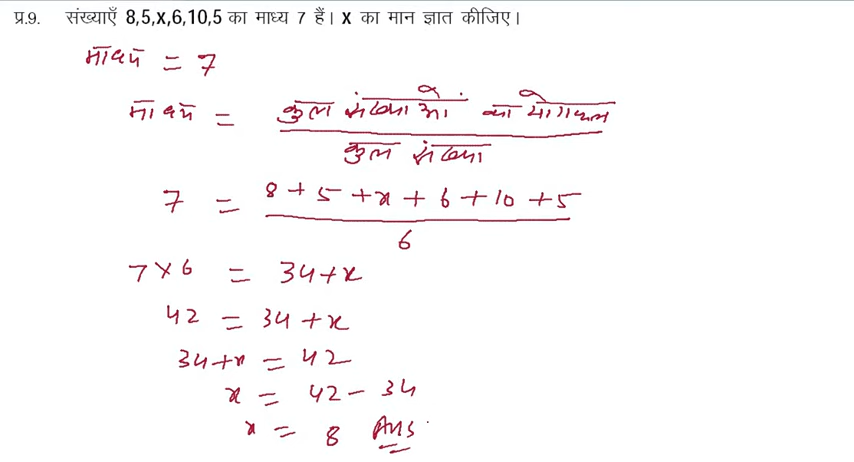 प्र.9. संख्याएँ 8,5,x,6,10,5 का माध्य 7 हैं। x का मान ज्ञात कीजिए।
माध्य = 7
माध्य = कुल संख्याओं का योगफल
कुल संख्या
7 = 8 + 5 + x + 6 + 10 + 5
6
7 × 6 = 34 + x
42 = 34 + x
34 + x = 42
x = 42 - 34
x = 8 Ans